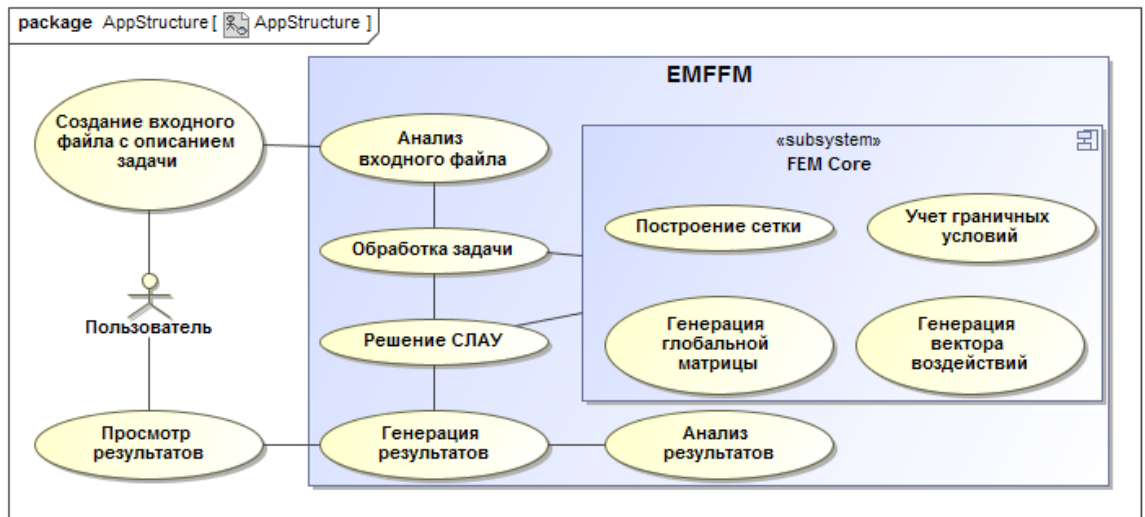 package AppStructure [ AppStructure ]
EMFFM
Создание входного
файла с описанием
задачи
Анализ
входного файла
«subsystem»
FEM Core
Построение сетки
Учет граничных
условий
Обработка задачи
Пользователь
Решение СЛАУ
Генерация
глобальной
матрицы
Генерация
вектора
воздействий
Просмотр
результатов
Генерация
результатов
Анализ
результатов